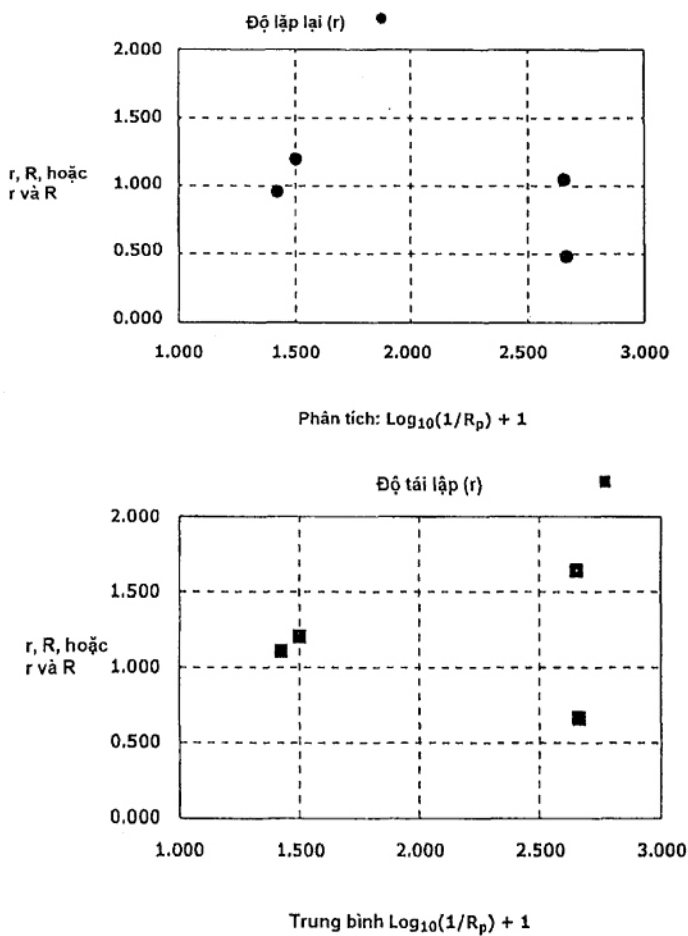 Độ lặp lại (r)
2.000
1.500
r, R, hoặc
r và R
1.000
0.500
0.000
1.000 1.500 2.000 2.500 3.000
Phân tích: Log₁₀(1/Rₚ) + 1
Độ tái lập (r)
2.000
1.500
r, R, hoặc
r và R
1.000
0.500
0.000
1.000 1.500 2.000 2.500 3.000
Trung bình Log₁₀(1/Rₚ) + 1